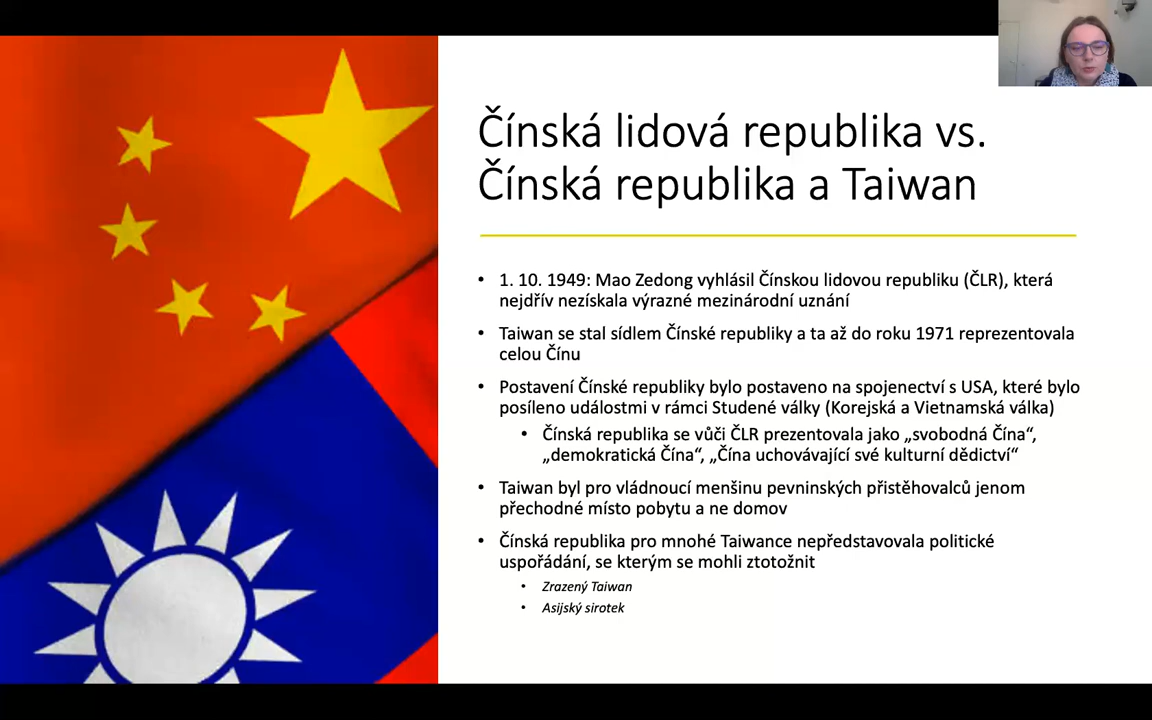 Čínská lidová republika vs.
Čínská republika a Taiwan
• 1. 10. 1949: Mao Zedong vyhlásil Čínskou lidovou republiku (ČLR), která
nejdřív nezískala výrazné mezinárodní uznání
• Taiwan se stal sídlem Čínské republiky a ta až do roku 1971 reprezentovala
celou Čínu
• Postavení Čínské republiky bylo postaveno na spojenectví s USA, které bylo
posíleno událostmi v rámci Studené války (Korejská a Vietnamská válka)
• Čínská republika se vůči ČLR prezentovala jako „svobodná Čína“,
„demokratická Čína“, „Čína uchovávající své kulturní dědictví“
• Taiwan byl pro vládnoucí menšinu pevninských přistěhovalců jenom
přechodné místo pobytu a ne domov
• Čínská republika pro mnohé Taiwance nepředstavovala politické
uspořádání, se kterým se mohli ztotožnit
• Zrazený Taiwan
• Asijský sirotek